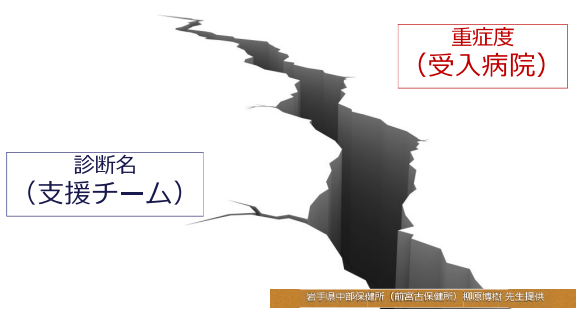 重症度
（受入病院）
診断名
（支援チーム）
岩手県中部保健所（前宮古保健所）柳原博樹 先生提供